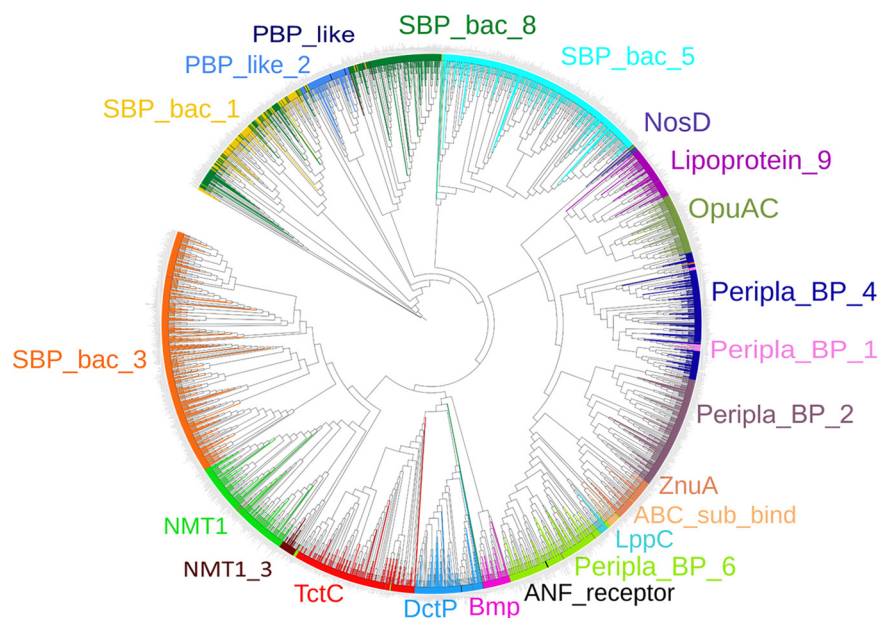 SBP_bac_8
PBP_like
SBP_bac_5
PBP_like_2
SBP_bac_1
NosD
Lipoprotein_9
OpuAC
Peripla_BP_4
Peripla_BP_1
SBP_bac_3
Peripla_BP_2
ZnuA
ABC_sub_bind
NMT1
LppC
Peripla_BP_6
NMT1_3
TctC
ANF_receptor
DctP
Bmp